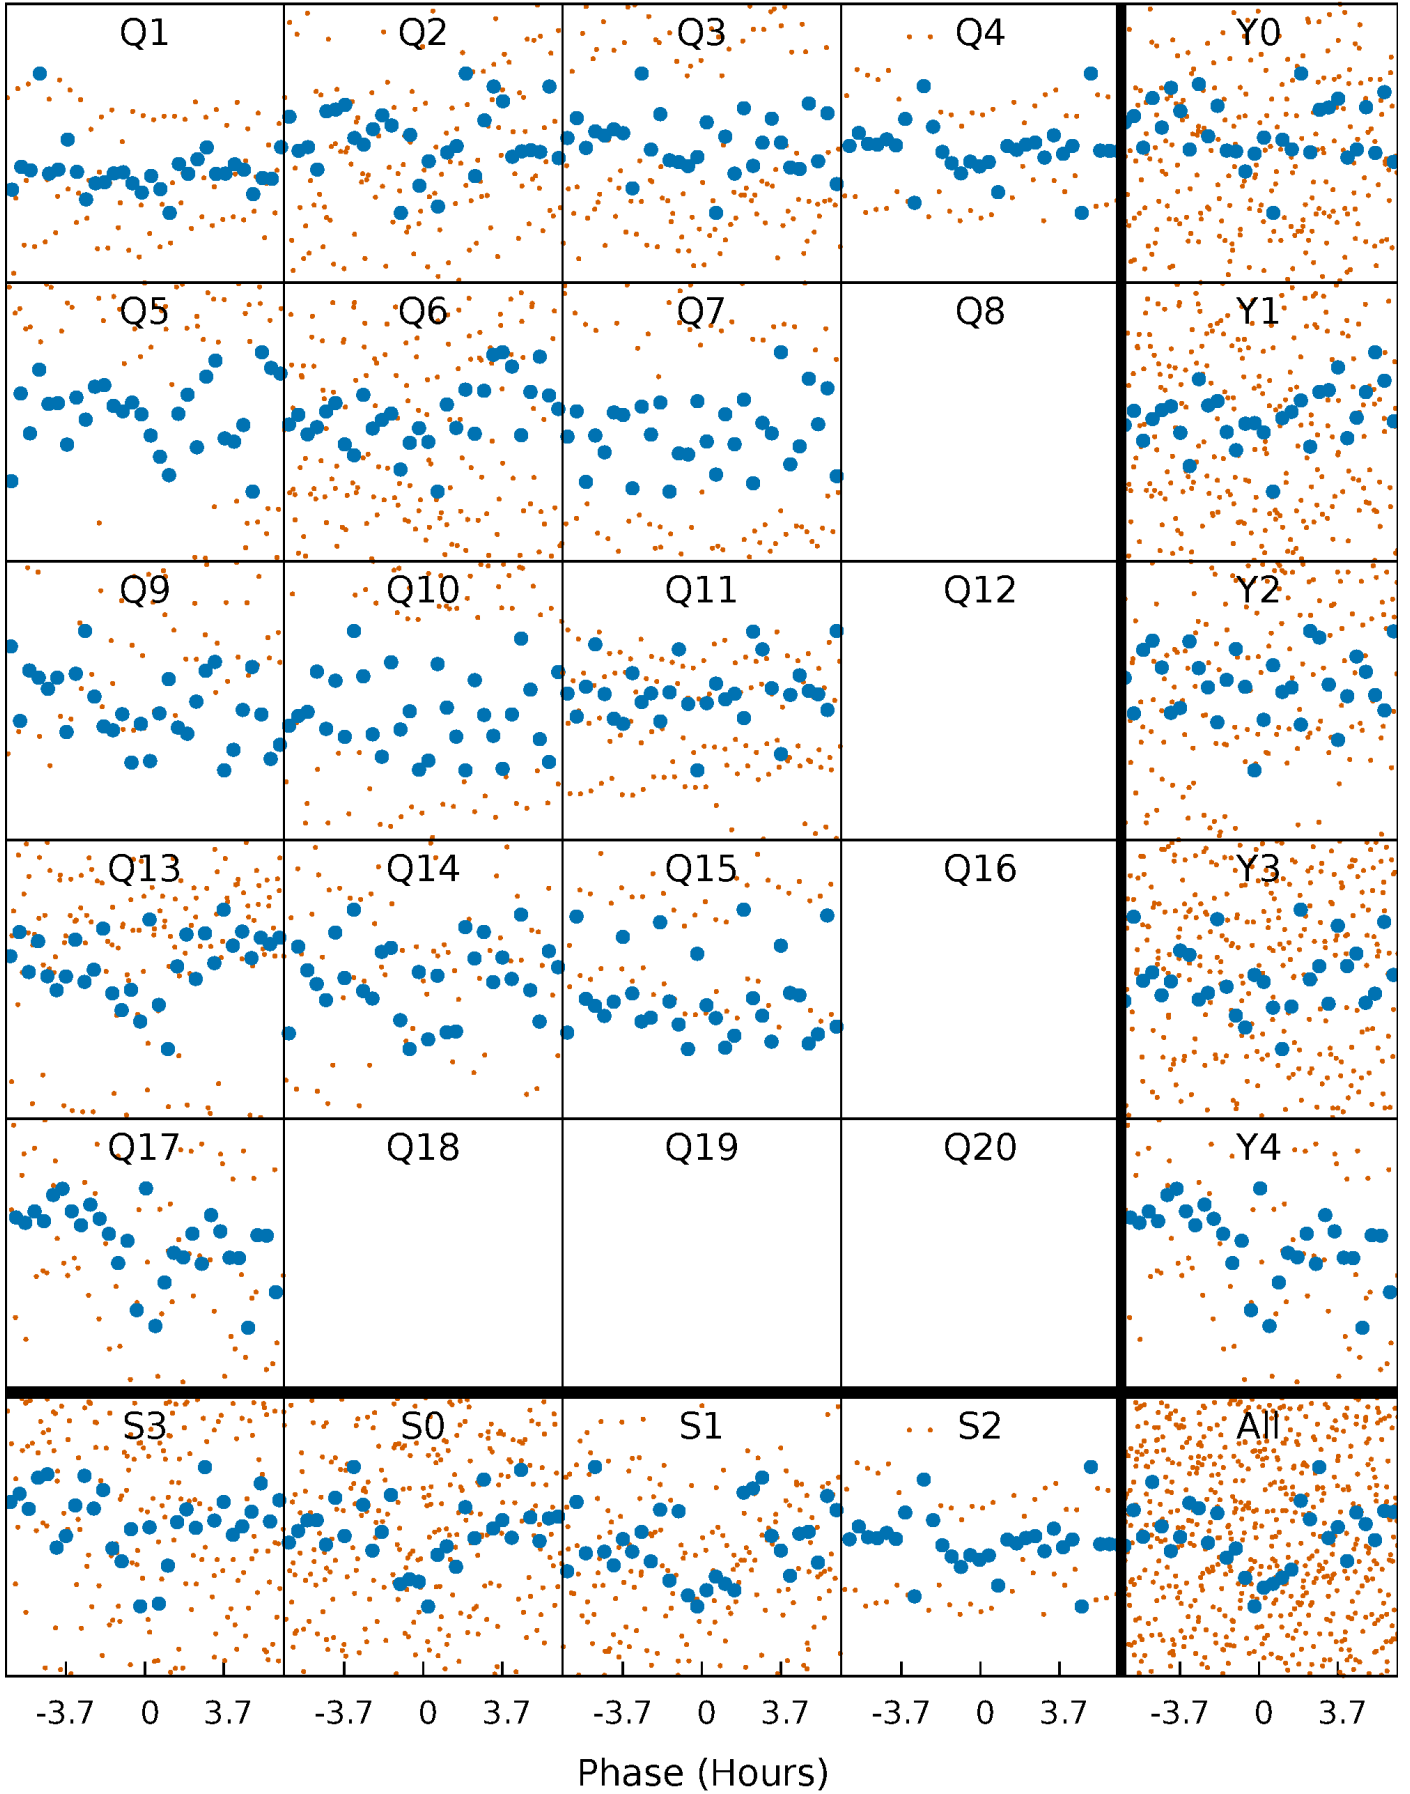 Q1 Q2 Q3 Q4 Y0
Q5 Q6 Q7 Q8 Y1
Q9 Q10 Q11 Q12 Y2
Q13 Q14 Q15 Q16 Y3
Q17 Q18 Q19 Q20 Y4
S3 S0 S1 S2 All
-3.7 0 3.7 -3.7 0 3.7 -3.7 0 3.7 -3.7 0 3.7 -3.7 0 3.7
Phase (Hours)